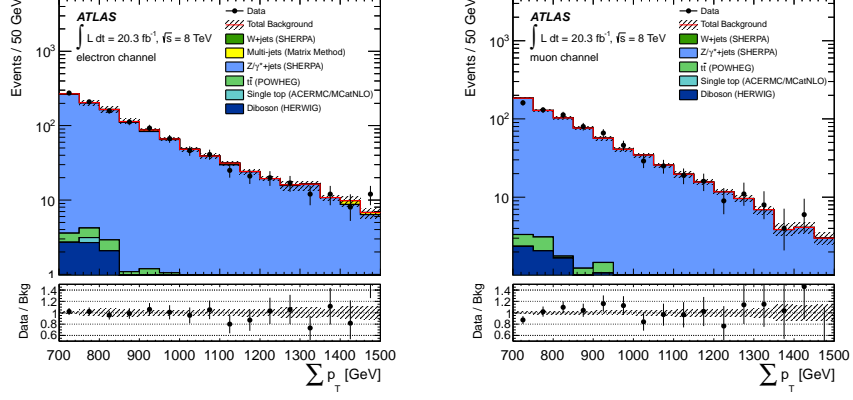 Events / 50 GeV
10³
10²
10
1
ATLAS
∫ L dt = 20.3 fb⁻¹, √s = 8 TeV
electron channel
Data
Total Background
W+jets (SHERPA)
Multi-jets (Matrix Method)
Z/γ*+jets (SHERPA)
tt̄ (POWHEG)
Single top (ACERMC/MCatNLO)
Diboson (HERWIG)
Data / Bkg
1.4
1.2
1
0.8
0.6
700 800 900 1000 1100 1200 1300 1400 1500
∑ p_T [GeV]
Events / 50 GeV
10³
10²
10
1
ATLAS
∫ L dt = 20.3 fb⁻¹, √s = 8 TeV
muon channel
Data
Total Background
W+jets (SHERPA)
Z/γ*+jets (SHERPA)
tt̄ (POWHEG)
Single top (ACERMC/MCatNLO)
Diboson (HERWIG)
Data / Bkg
1.4
1.2
1
0.8
0.6
700 800 900 1000 1100 1200 1300 1400 1500
∑ p_T [GeV]